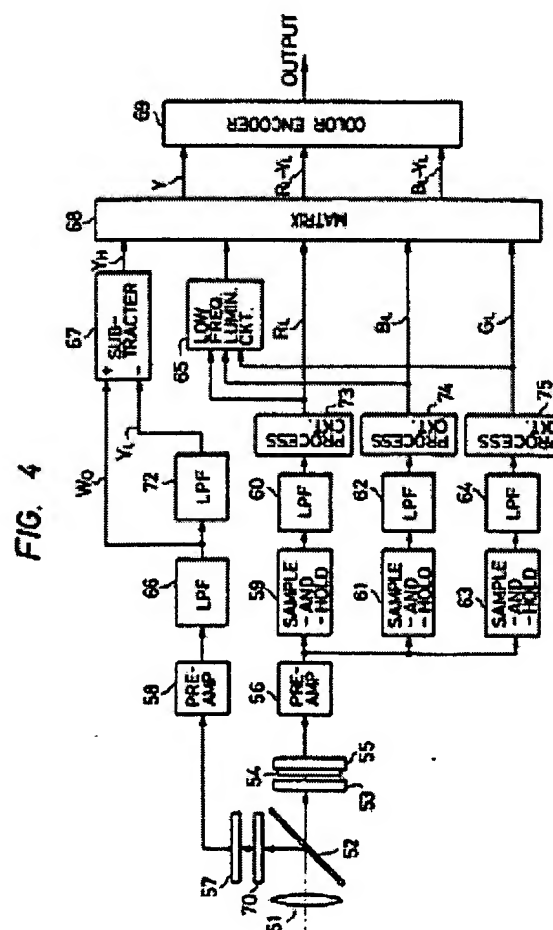 FIG. 4
OUTPUT
69
COLOR ENCODER
Y
RL-YL
BL-YL
68
MATRIX
YH
67
+ SUB-
TRACTER
-
65
LOW
FREQ.
LUMIN.
CKT.
RL
BL
GL
WO
YL
72
LPF
73
PROCESS
CKT.
74
PROCESS
CKT.
75
PROCESS
CKT.
66
LPF
60
LPF
62
LPF
64
LPF
59
SAMPLE
-AND-
-HOLD
61
SAMPLE
-AND-
-HOLD
63
SAMPLE
-AND-
-HOLD
58
PRE-
AMP
56
PRE-
AMP
57
70
55
54
53
52
51